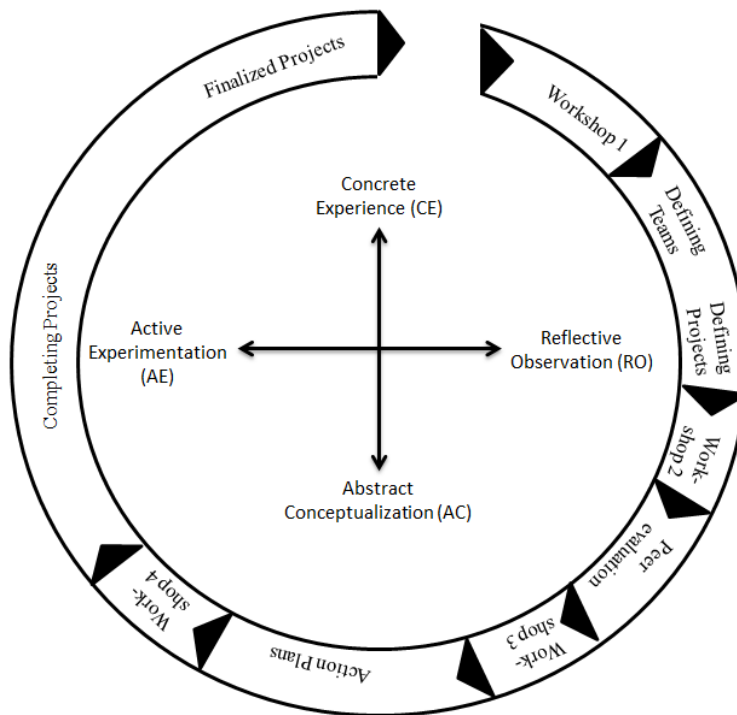 Finalized Projects
Workshop 1
Defining
Teams
Defining
Projects
Work-
shop 2
Peer
evaluation
Work-
shop 3
Action Plans
Work-
shop 4
Completing Projects
Concrete
Experience (CE)
Active
Experimentation
(AE)
Reflective
Observation (RO)
Abstract
Conceptualization (AC)